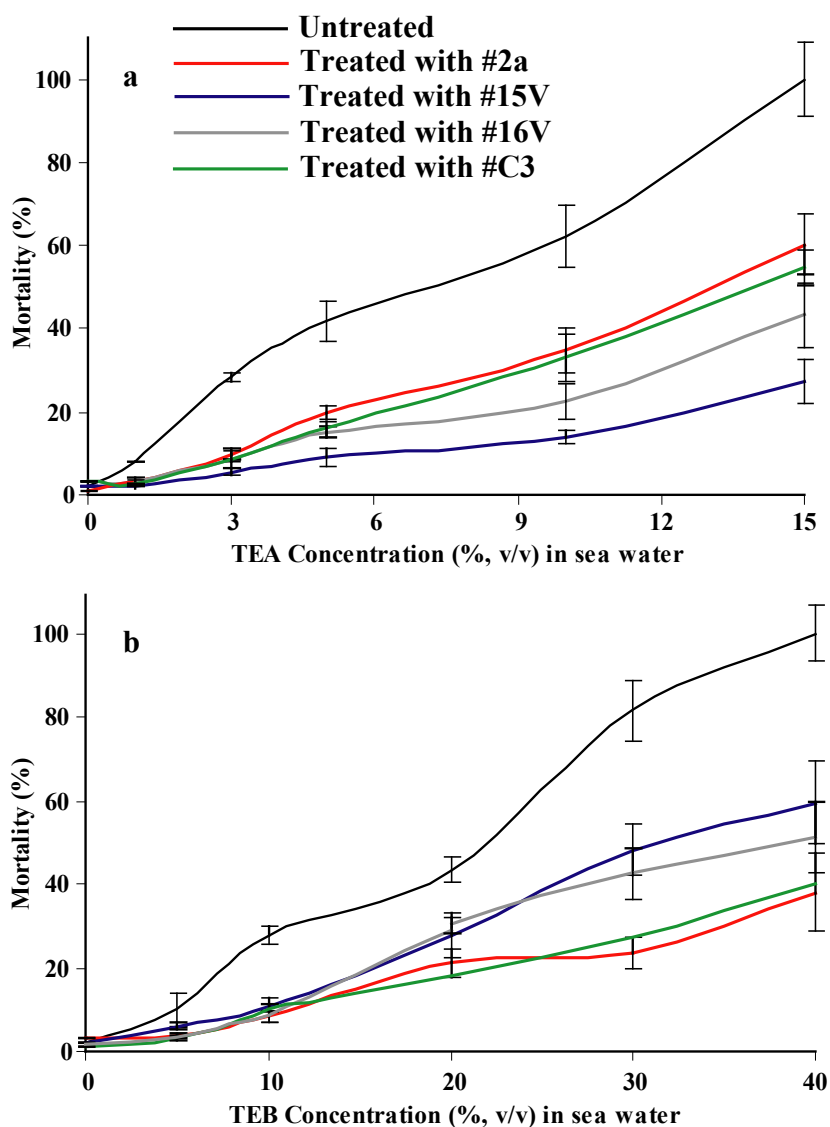 Untreated
a
Treated with #2a
Treated with #15V
Treated with #16V
Treated with #C3
Mortality (%)
100
80
60
40
20
0
0 3 6 9 12 15
TEA Concentration (%, v/v) in sea water
b
Mortality (%)
100
80
60
40
20
0
0 10 20 30 40
TEB Concentration (%, v/v) in sea water